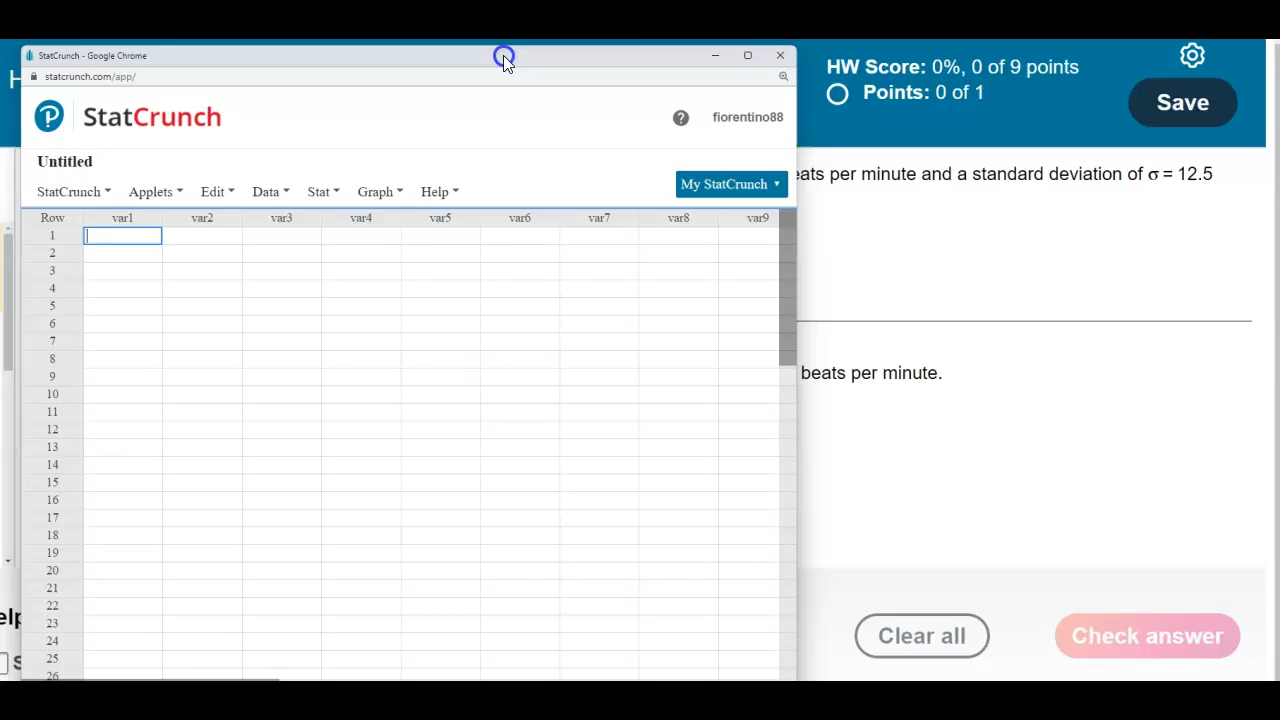 StatCrunch - Google Chrome
statcrunch.com/app/
H
HW Score: 0%, 0 of 9 points
Points: 0 of 1
Save
StatCrunch
fiorentino88
Untitled
StatCrunch Applets Edit Data Stat Graph Help
My StatCrunch
eats per minute and a standard deviation of σ = 12.5
Row var1 var2 var3 var4 var5 var6 var7 var8 var9
1
2
3
4
5
6
7
8
9
10
11
12
13
14
15
16
17
18
19
20
21
22
23
24
25
26
beats per minute.
elp
S
Clear all
Check answer